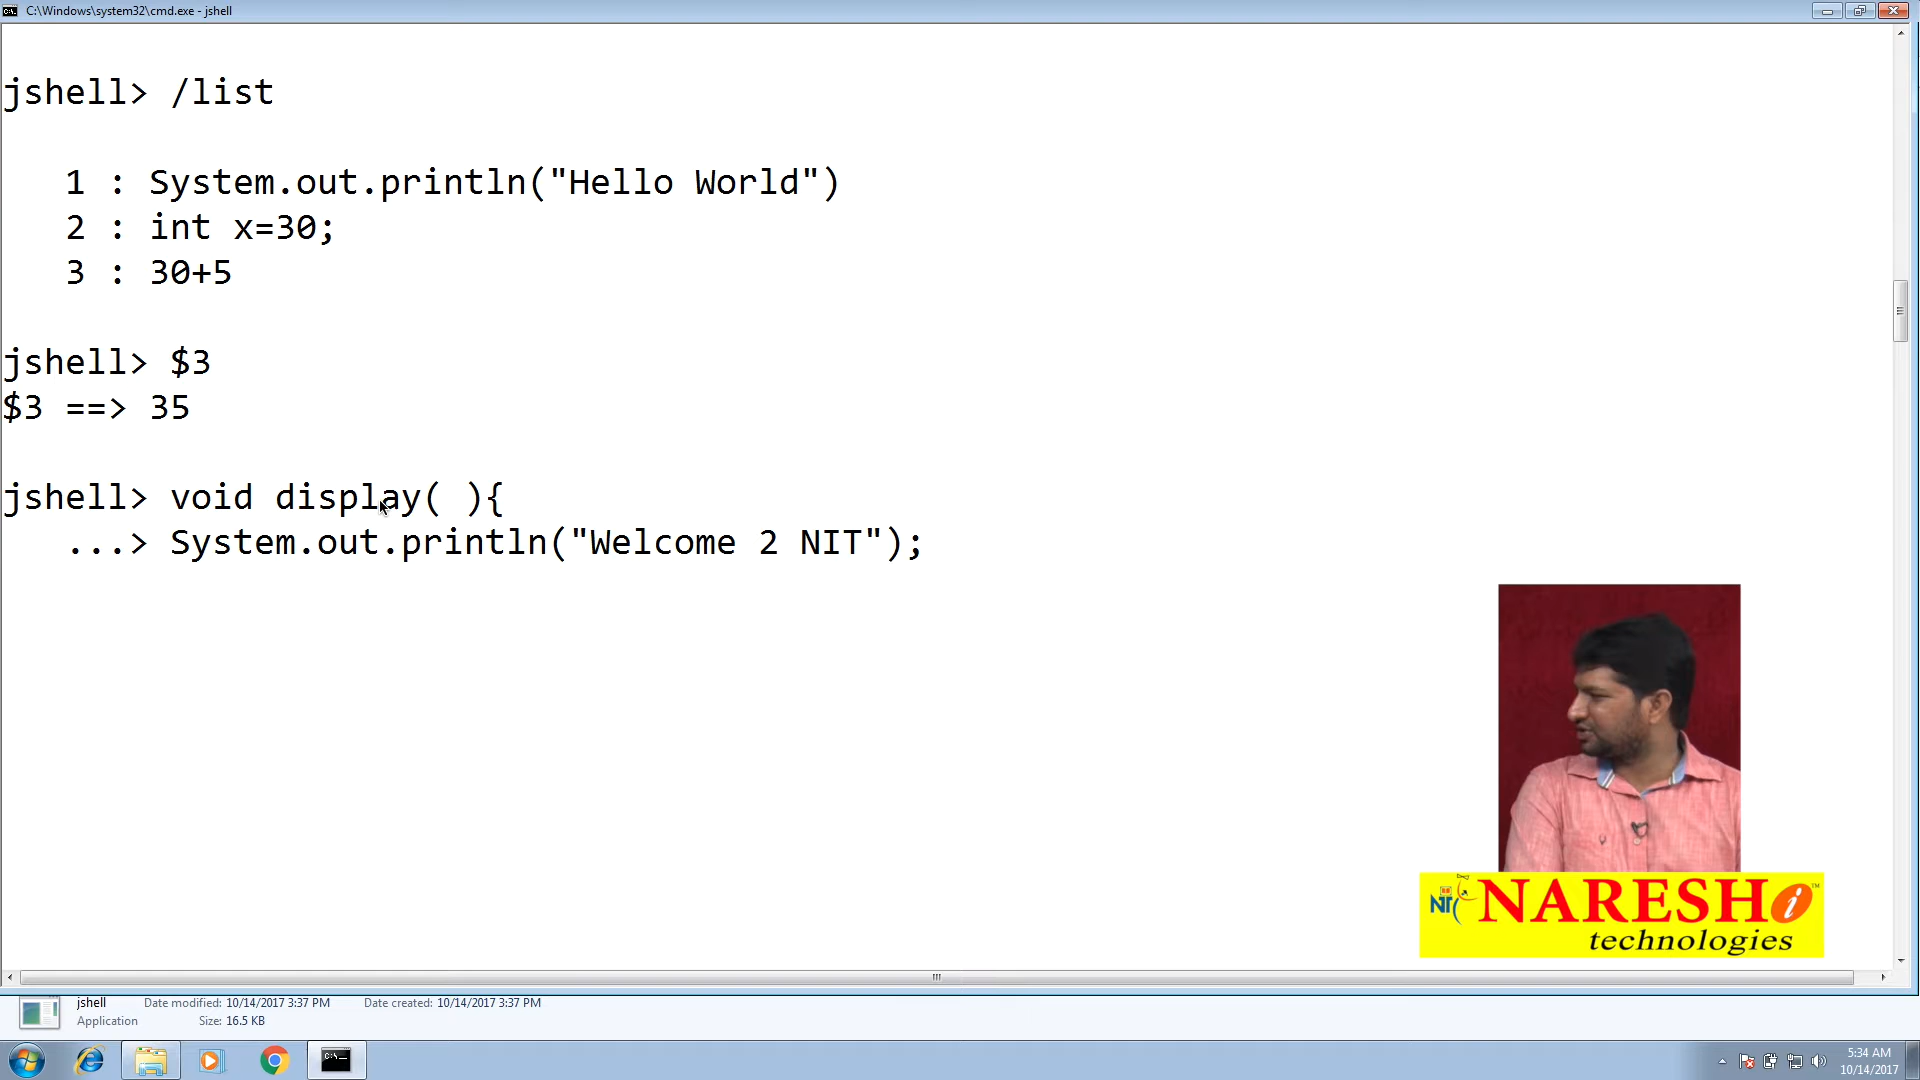 C:\Windows\system32\cmd.exe - jshell
jshell> /list
1 : System.out.println("Hello World")
2 : int x=30;
3 : 30+5
jshell> $3
$3 ==> 35
jshell> void display( ){
...> System.out.println("Welcome 2 NIT");
NARESH i ™
technologies
jshell Date modified: 10/14/2017 3:37 PM Date created: 10/14/2017 3:37 PM
Application Size: 16.5 KB
C:\_
5:34 AM
10/14/2017